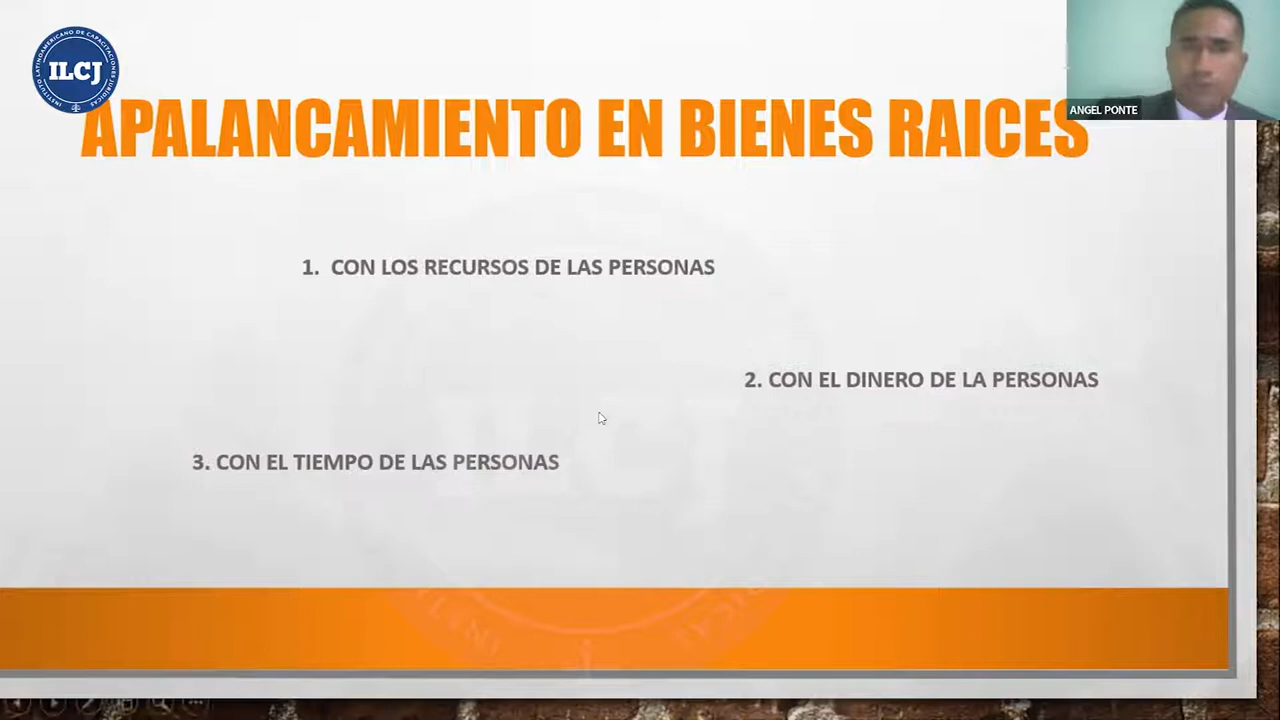 INSTITUTO LATINOAMERICANO DE CAPACITACIONES JURIDICAS
ILCJ
ANGEL PONTE
APALANCAMIENTO EN BIENES RAICES
1. CON LOS RECURSOS DE LAS PERSONAS
2. CON EL DINERO DE LA PERSONAS
3. CON EL TIEMPO DE LAS PERSONAS
ILCJ